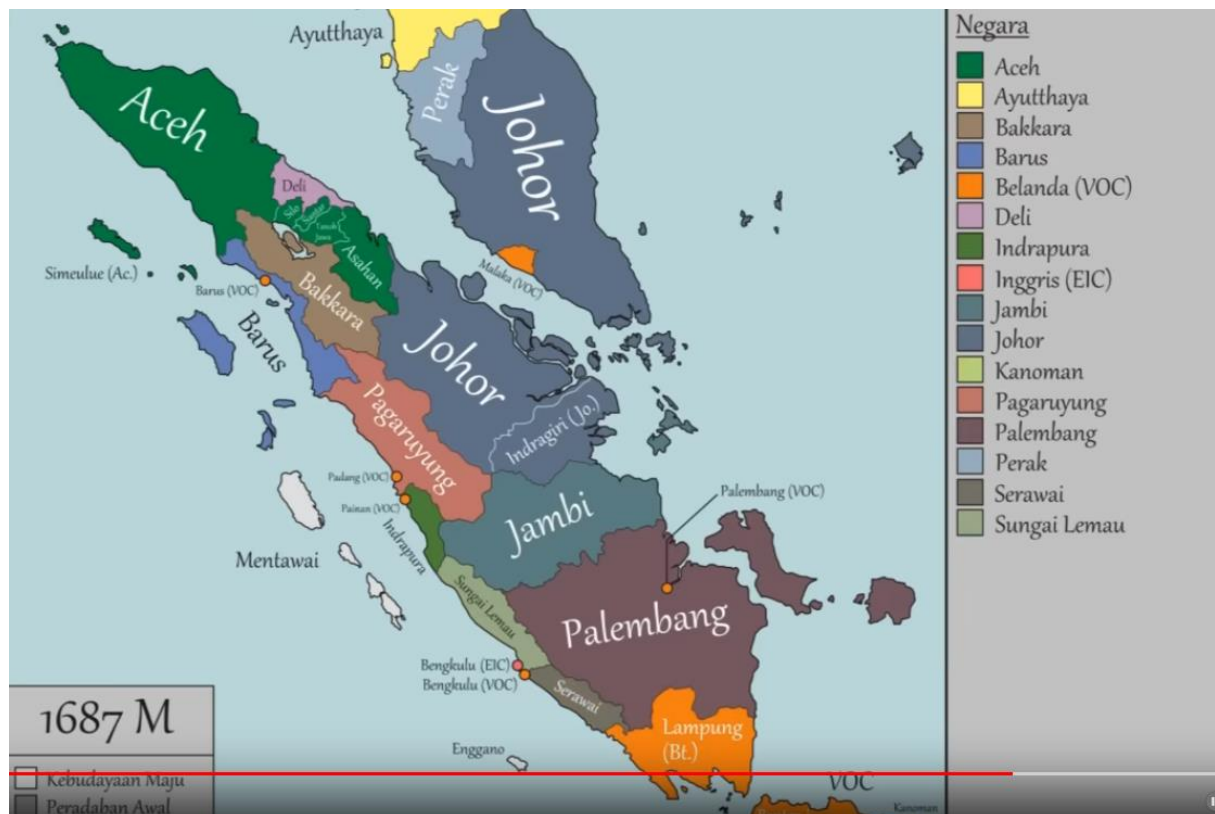 Ayutthaya
Perak
Johor
Aceh
Deli
Silo
Tanoh
Jawa
Asahan
Simeulue (Ac.)
Barus (VOC)
Bakkara
Barus
Malaka (VOC)
Johor
Indragiri (Jo.)
Pagaruyung
Padang (VOC)
Painan (VOC)
Indrapura
Jambi
Palembang (VOC)
Mentawai
Sungai Lemau
Palembang
Bengkulu (EIC)
Bengkulu (VOC)
Serawai
Lampung
(Bt.)
Enggano
VOC
Kanoman
Negara
Aceh
Ayutthaya
Bakkara
Barus
Belanda (VOC)
Deli
Indrapura
Inggris (EIC)
Jambi
Johor
Kanoman
Pagaruyung
Palembang
Perak
Serawai
Sungai Lemau
1687 M
Kebudayaan Maju
Peradaban Awal